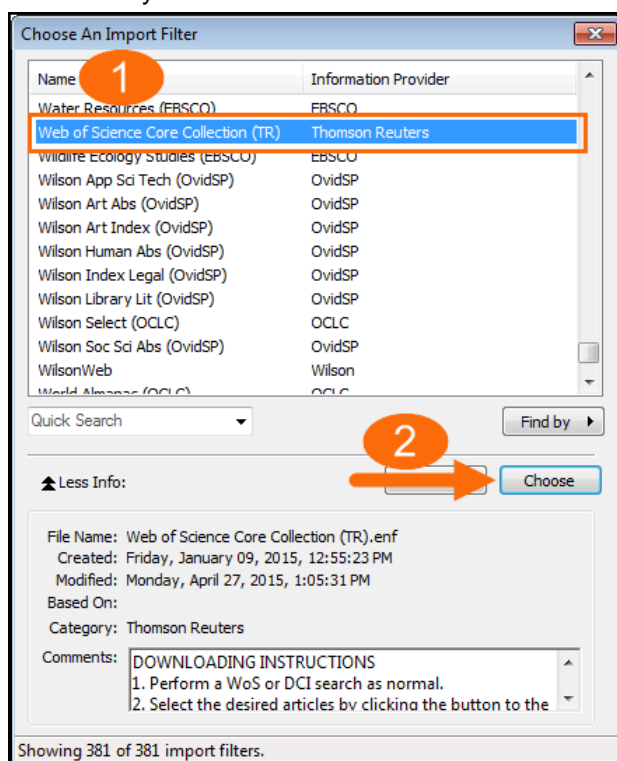 Choose An Import Filter
1
Name Information Provider
Water Resources (EBSCO) EBSCO
Web of Science Core Collection (TR) Thomson Reuters
Wildlife Ecology Studies (EBSCO) EBSCO
Wilson App Sci Tech (OvidSP) OvidSP
Wilson Art Abs (OvidSP) OvidSP
Wilson Art Index (OvidSP) OvidSP
Wilson Human Abs (OvidSP) OvidSP
Wilson Index Legal (OvidSP) OvidSP
Wilson Library Lit (OvidSP) OvidSP
Wilson Select (OCLC) OCLC
Wilson Soc Sci Abs (OvidSP) OvidSP
WilsonWeb Wilson
World Almanac (OCLC) OCLC
Quick Search Find by
2
Less Info: Choose
File Name: Web of Science Core Collection (TR).enf
Created: Friday, January 09, 2015, 12:55:23 PM
Modified: Monday, April 27, 2015, 1:05:31 PM
Based On:
Category: Thomson Reuters
Comments: DOWNLOADING INSTRUCTIONS
1. Perform a WoS or DCI search as normal.
2. Select the desired articles by clicking the button to the
Showing 381 of 381 import filters.